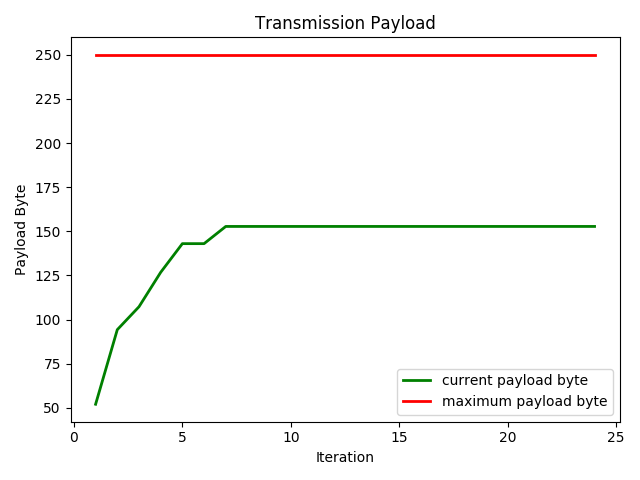 Transmission Payload
250
225
200
175
150
125
100
75
50
Payload Byte
current payload byte
maximum payload byte
0 5 10 15 20 25
Iteration